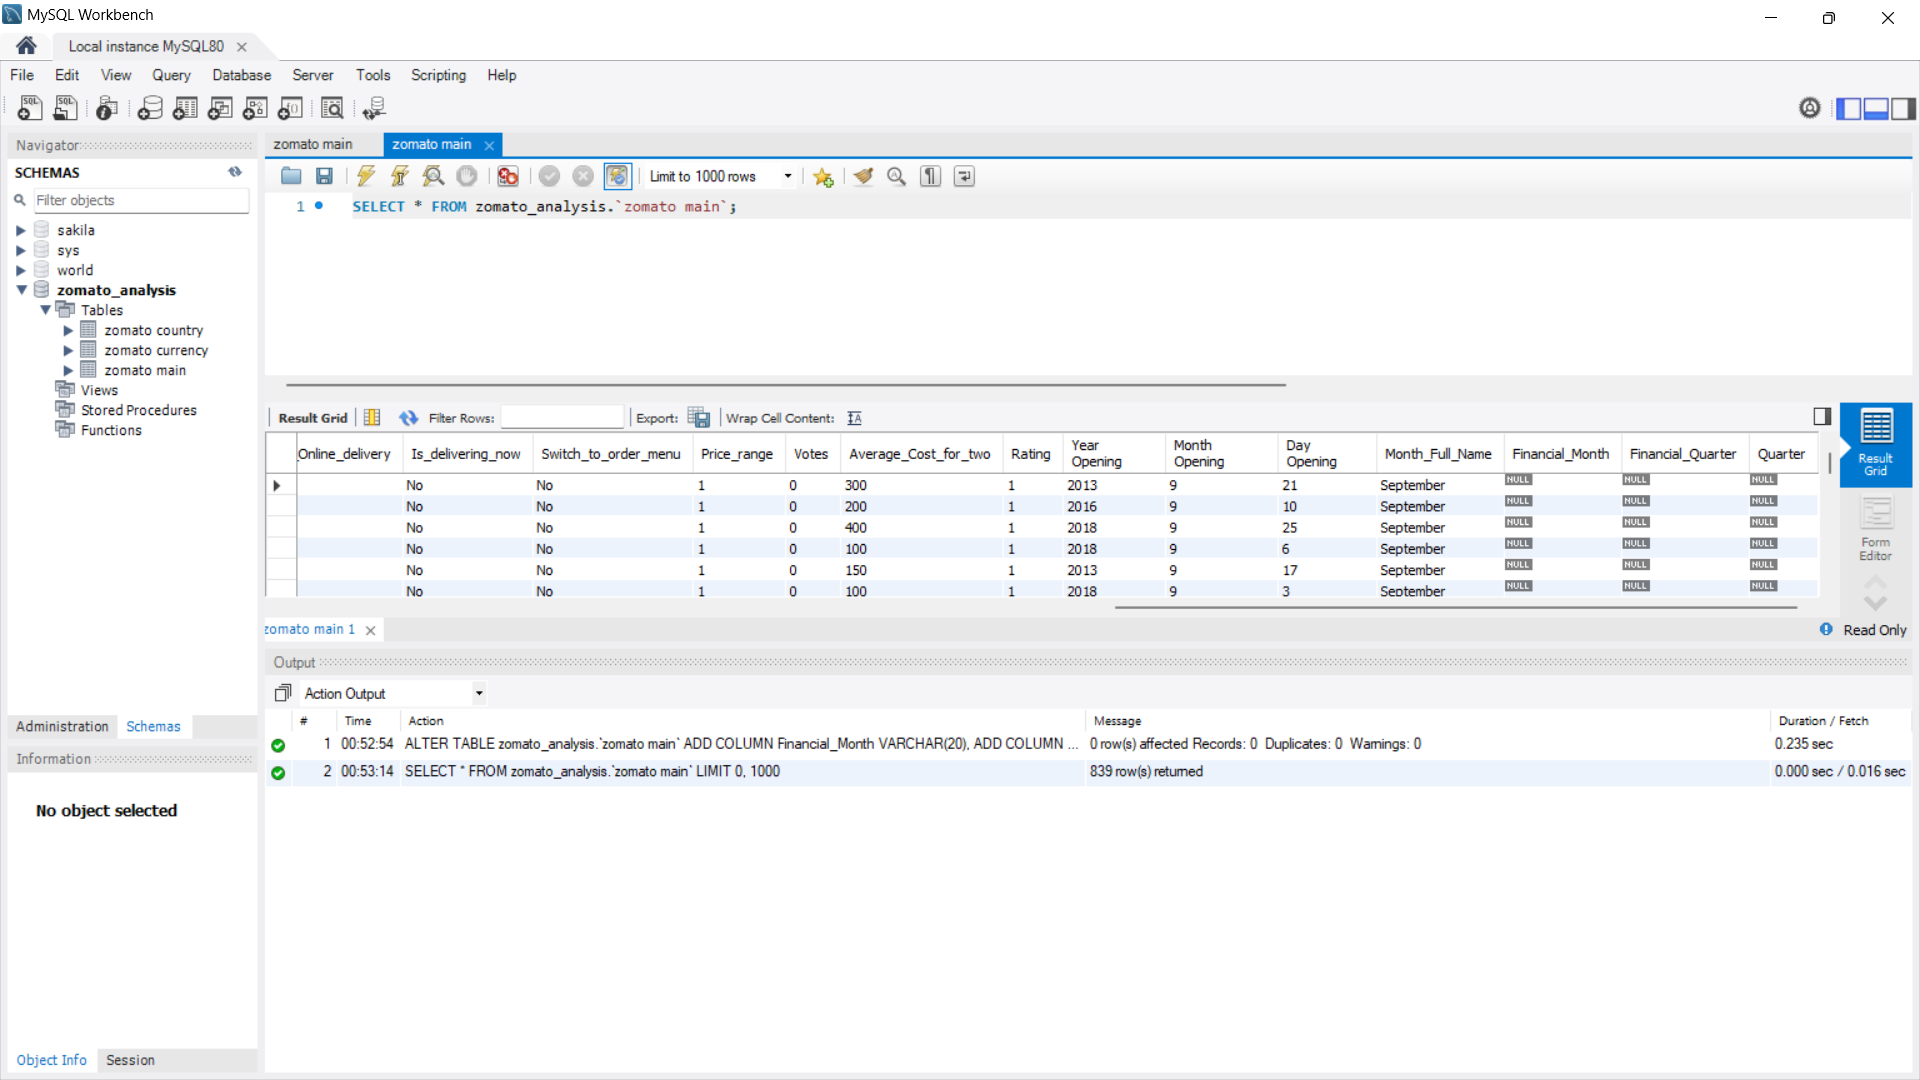 MySQL Workbench
Local instance MySQL80
File Edit View Query Database Server Tools Scripting Help
Navigator
SCHEMAS
Filter objects
sakila
sys
world
zomato_analysis
Tables
zomato country
zomato currency
zomato main
Views
Stored Procedures
Functions
Administration Schemas
Information
No object selected
Object Info Session
zomato main zomato main
Limit to 1000 rows
1 SELECT * FROM zomato_analysis.`zomato main`;
Result Grid Filter Rows: Export: Wrap Cell Content:
Online_delivery Is_delivering_now Switch_to_order_menu Price_range Votes Average_Cost_for_two Rating Year Opening Month Opening Day Opening Month_Full_Name Financial_Month Financial_Quarter Quarter
No No 1 0 300 1 2013 9 21 September NULL NULL NULL
No No 1 0 200 1 2016 9 10 September NULL NULL NULL
No No 1 0 400 1 2018 9 25 September NULL NULL NULL
No No 1 0 100 1 2018 9 6 September NULL NULL NULL
No No 1 0 150 1 2013 9 17 September NULL NULL NULL
No No 1 0 100 1 2018 9 3 September NULL NULL NULL
Result Grid
Form Editor
zomato main 1
Read Only
Output
Action Output
# Time Action Message Duration / Fetch
1 00:52:54 ALTER TABLE zomato_analysis.`zomato main` ADD COLUMN Financial_Month VARCHAR(20), ADD COLUMN ... 0 row(s) affected Records: 0 Duplicates: 0 Warnings: 0 0.235 sec
2 00:53:14 SELECT * FROM zomato_analysis.`zomato main` LIMIT 0, 1000 839 row(s) returned 0.000 sec / 0.016 sec